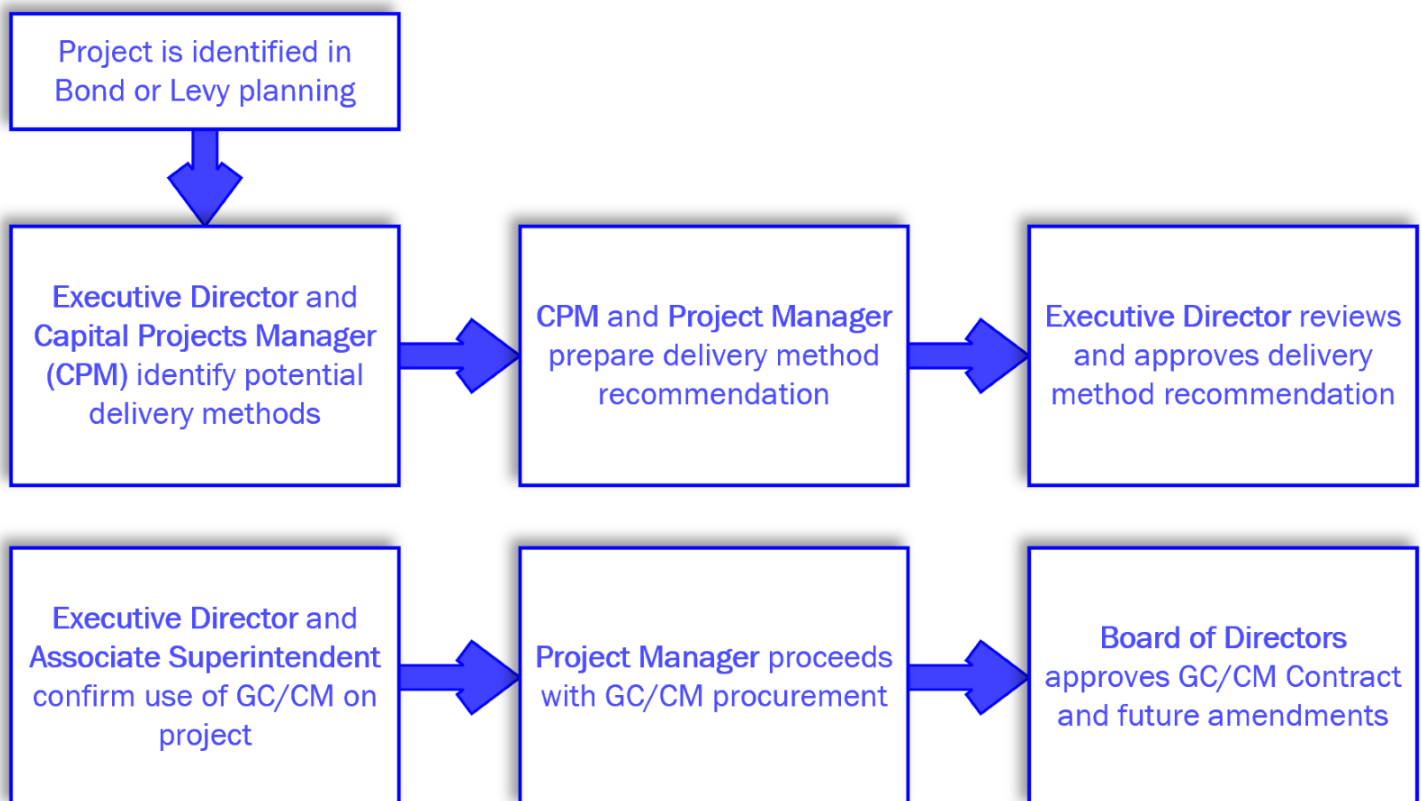 Project is identified in
Bond or Levy planning
Executive Director and
Capital Projects Manager
(CPM) identify potential
delivery methods
CPM and Project Manager
prepare delivery method
recommendation
Executive Director reviews
and approves delivery
method recommendation
Executive Director and
Associate Superintendent
confirm use of GC/CM on
project
Project Manager proceeds
with GC/CM procurement
Board of Directors
approves GC/CM Contract
and future amendments